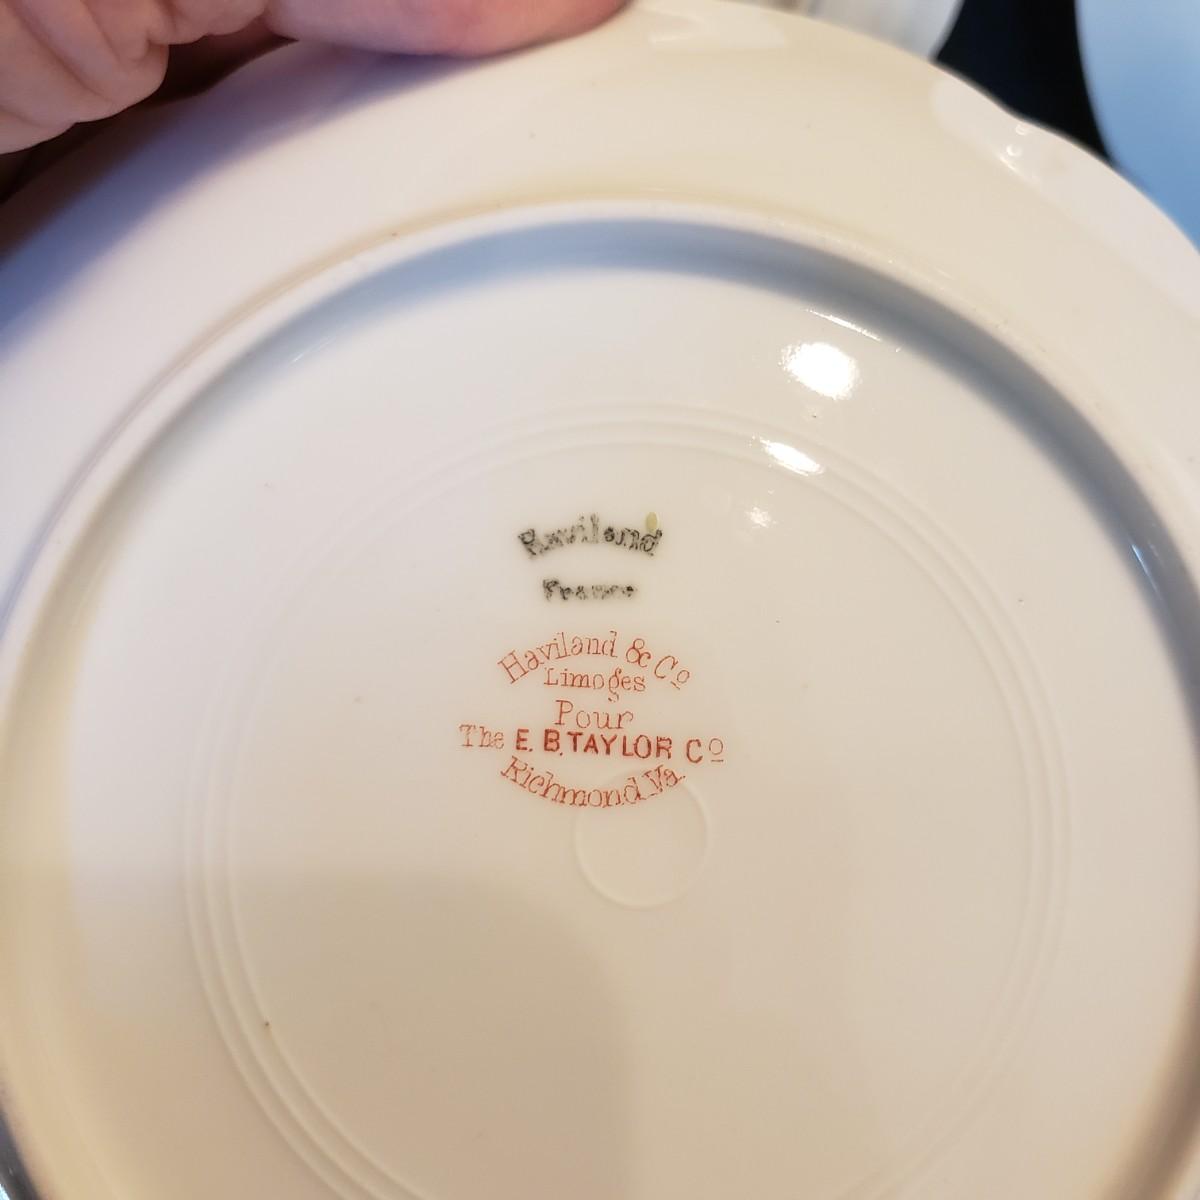 Haviland
France
Haviland & Co
Limoges
Pour
The E. B. TAYLOR Co
Richmond Va.